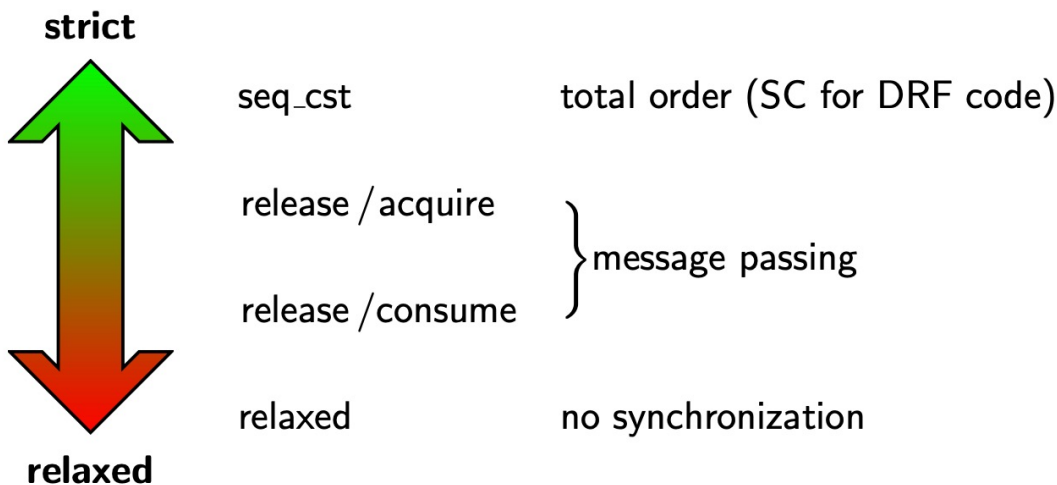 strict
seq_cst total order (SC for DRF code)
release/acquire
message passing
release/consume
relaxed no synchronization
relaxed